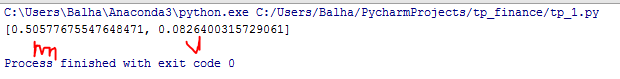 C:\Users\Balha\Anaconda3\python.exe C:/Users/Balha/PycharmProjects/tp_finance/tp_1.py
[0.50577675547648471, 0.0826400315729061]
Process finished with exit code 0